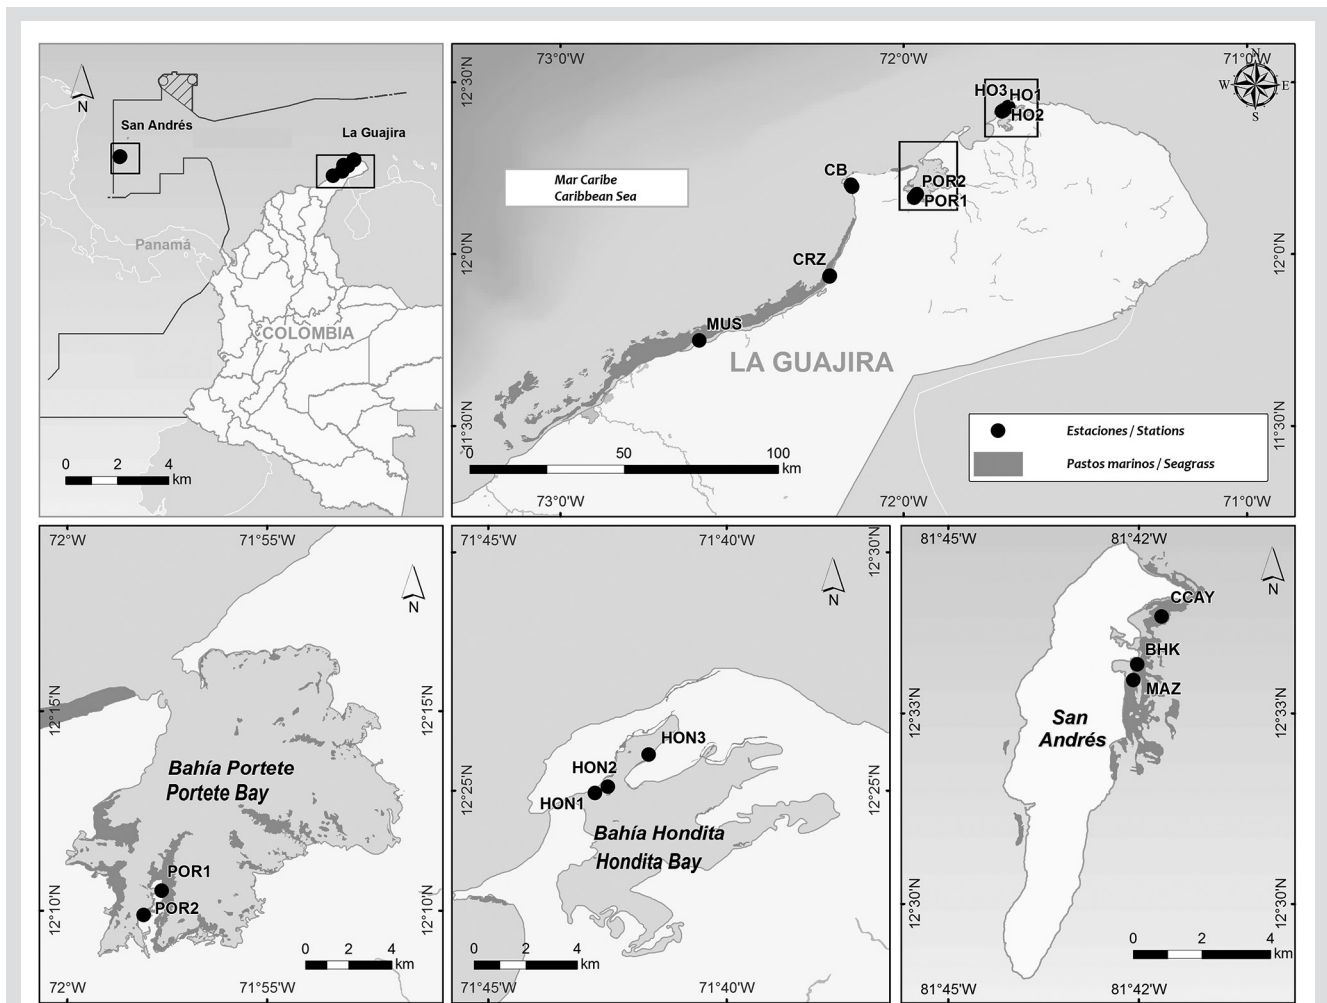 N
San Andrés
La Guajira
Panamá
COLOMBIA
0 2 4
km
73°0'W 72°0'W 71°0'W
12°30'N
12°30'N
N
W E
S
HO3 HO1
HO2
Mar Caribe
Caribbean Sea
CB
POR2
POR1
12°0'N
12°0'N
CRZ
MUS
LA GUAJIRA
Estaciones / Stations
Pastos marinos / Seagrass
11°30'N
11°30'N
0 50 100
km
73°0'W 72°0'W 71°0'W
72°W 71°55'W
N
12°15'N
12°15'N
Bahía Portete
Portete Bay
POR1
POR2
12°10'N
12°10'N
0 2 4
km
72°W 71°55'W
71°45'W 71°40'W
12°30'N
N
HON3
HON2
HON1
12°25'N
12°25'N
Bahía Hondita
Hondita Bay
0 2 4
km
71°45'W 71°40'W
81°45'W 81°42'W
N
CCAY
BHK
MAZ
12°33'N
12°33'N
San
Andrés
12°30'N
12°30'N
0 2 4
km
81°45'W 81°42'W